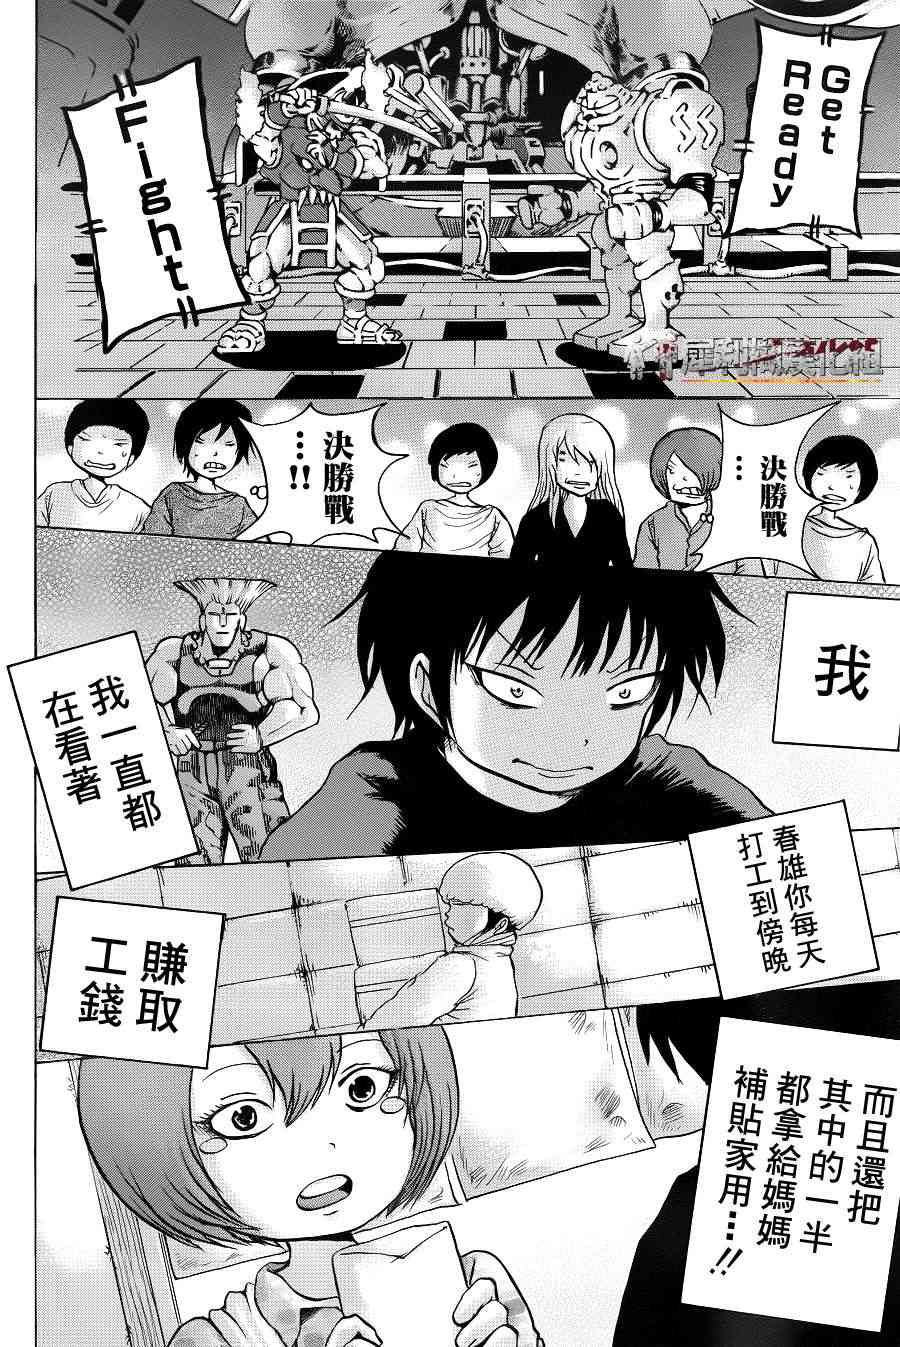 Get
Ready
Fight
決勝戰
…
決勝戰
…!!
我
我一直都
在看著
春雄你每天
打工到傍晚
賺取
工錢
而且還把
其中的一半
都拿給媽媽
補貼家用…!!